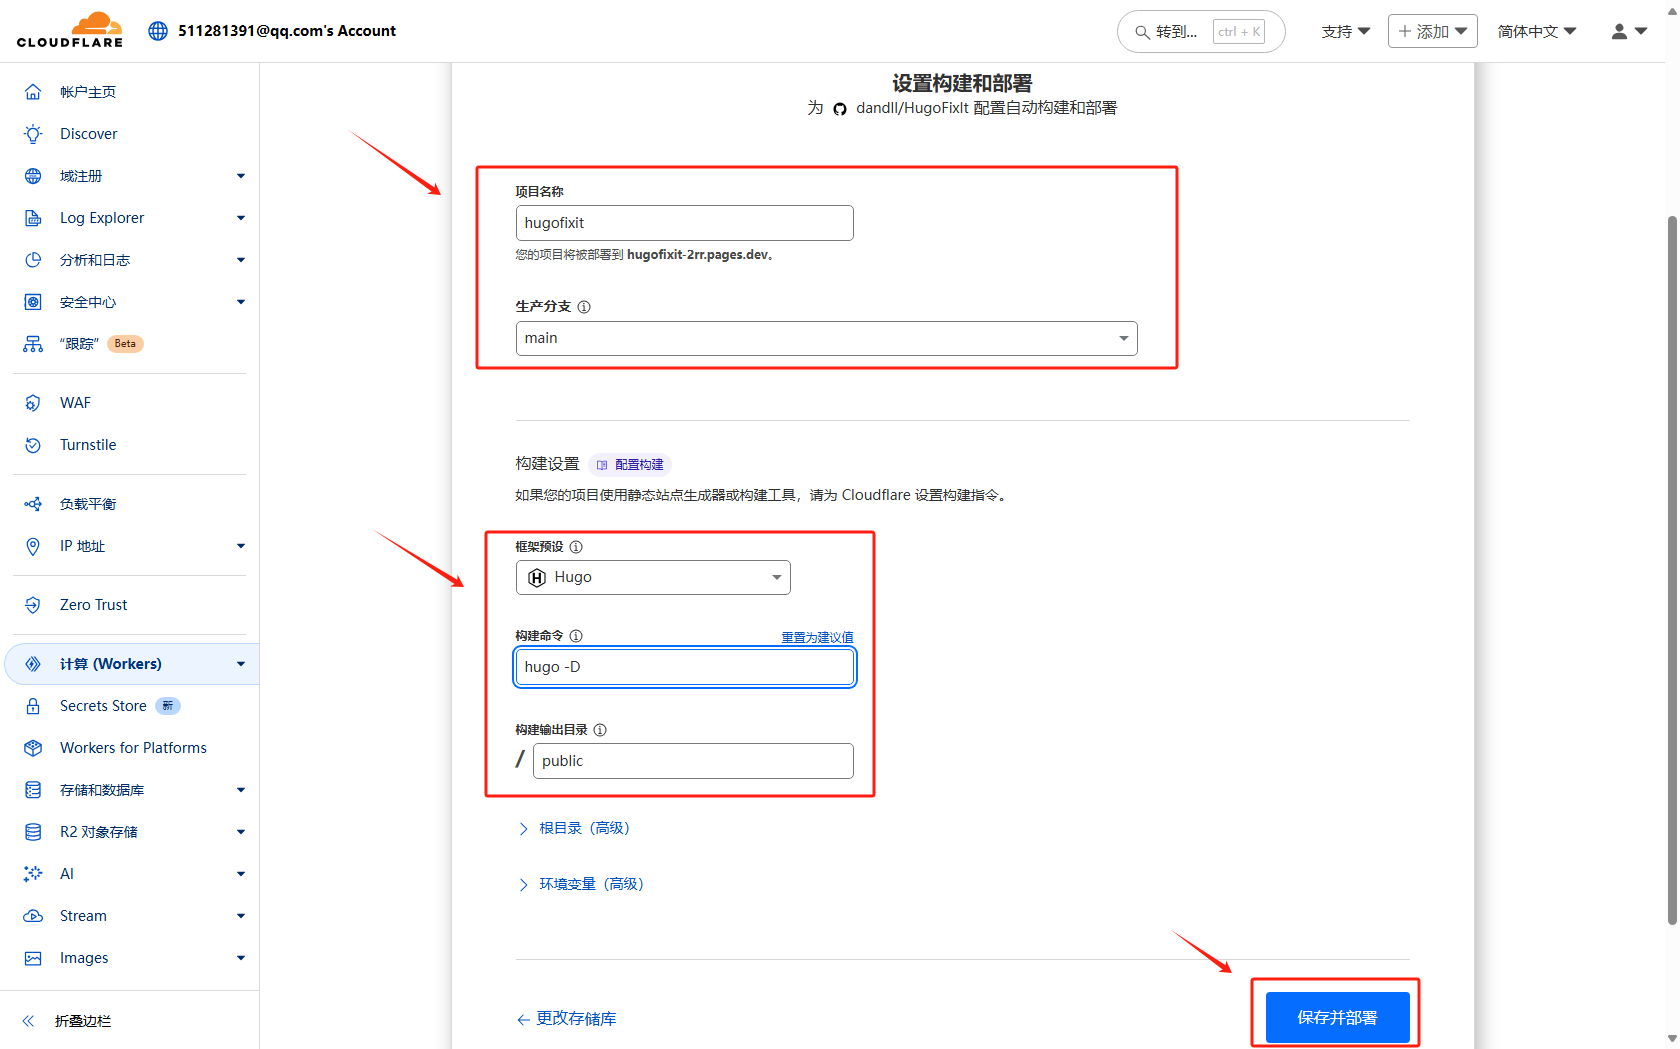 CLOUDFLARE
511281391@qq.com's Account
转到...
ctrl + K
支持
添加
简体中文
帐户主页
Discover
域注册
Log Explorer
分析和日志
安全中心
“跟踪” Beta
WAF
Turnstile
负载平衡
IP 地址
Zero Trust
计算 (Workers)
Secrets Store 新
Workers for Platforms
存储和数据库
R2 对象存储
AI
Stream
Images
折叠边栏
设置构建和部署
为 dandll/HugoFixIt 配置自动构建和部署
项目名称
hugofixit
您的项目将被部署到 hugofixit-2rr.pages.dev。
生产分支
main
构建设置 配置构建
如果您的项目使用静态站点生成器或构建工具，请为 Cloudflare 设置构建指令。
框架预设
Hugo
构建命令 重置为建议值
hugo -D
构建输出目录
/ public
根目录（高级）
环境变量（高级）
更改存储库
保存并部署